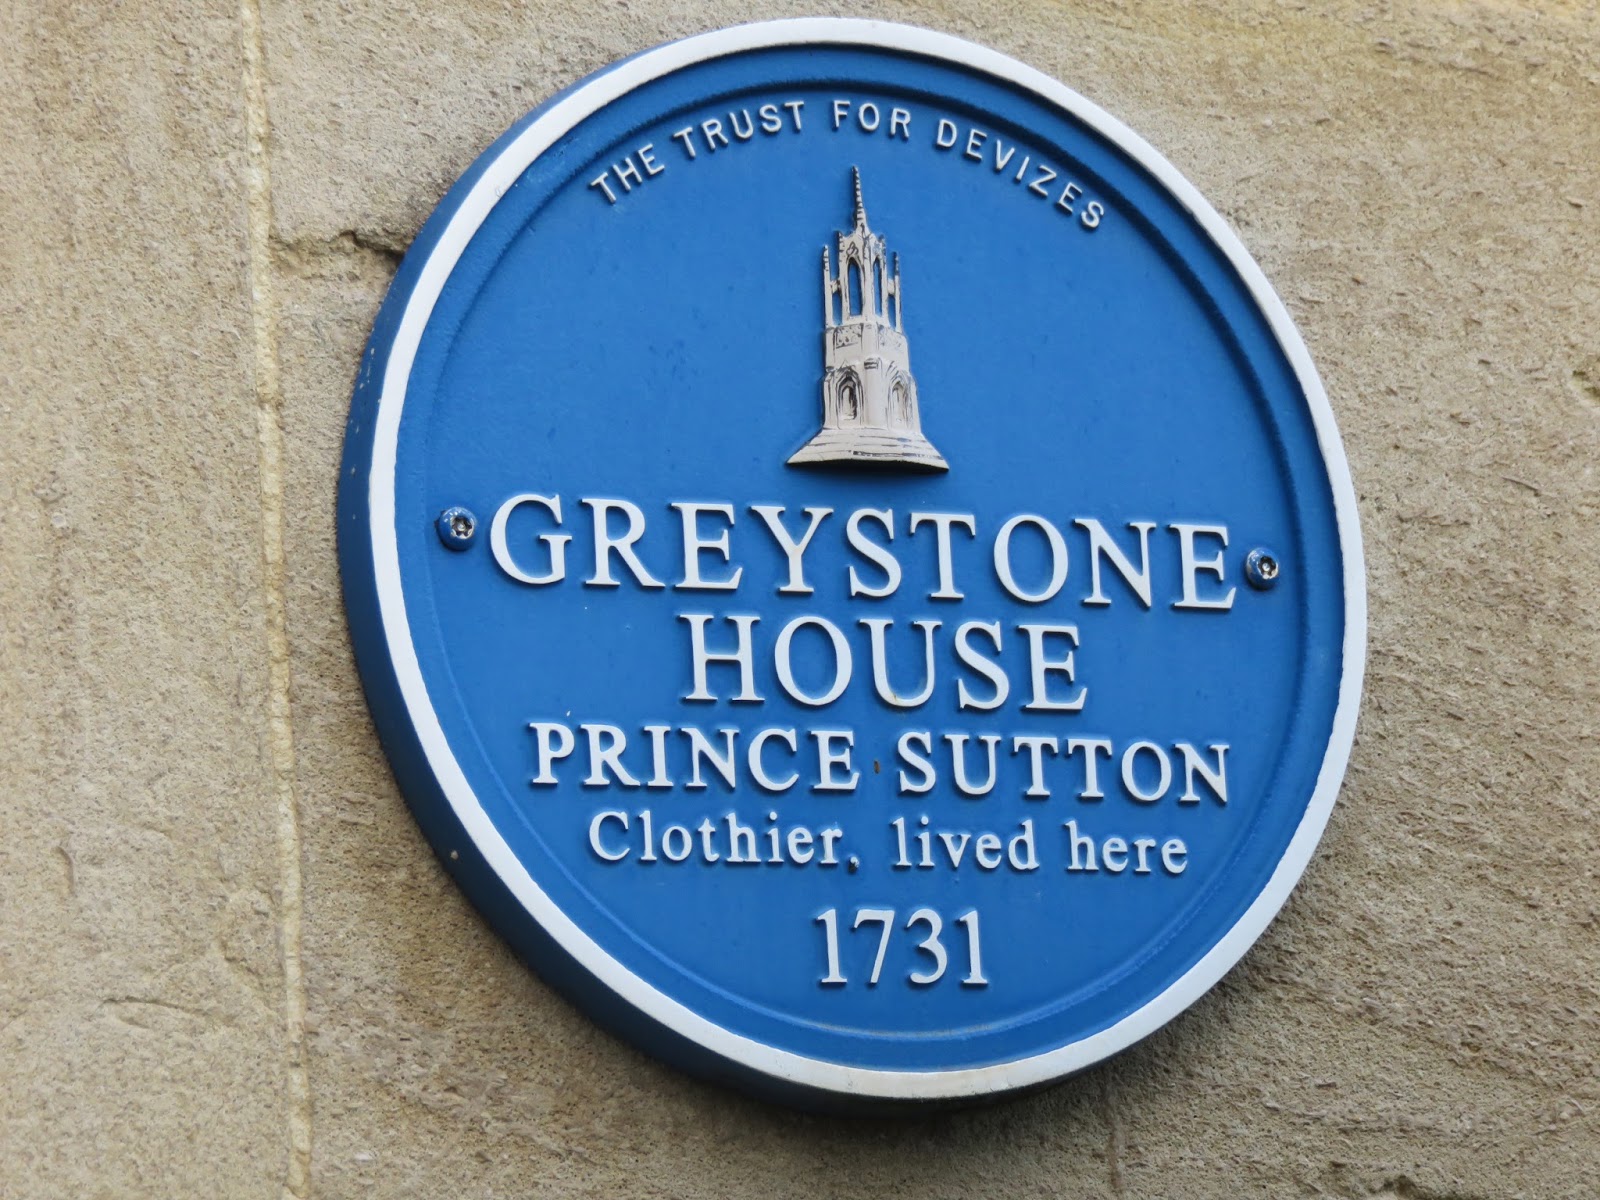 THE TRUST FOR DEVIZES
GREYSTONE
HOUSE
PRINCE SUTTON
Clothier, lived here
1731